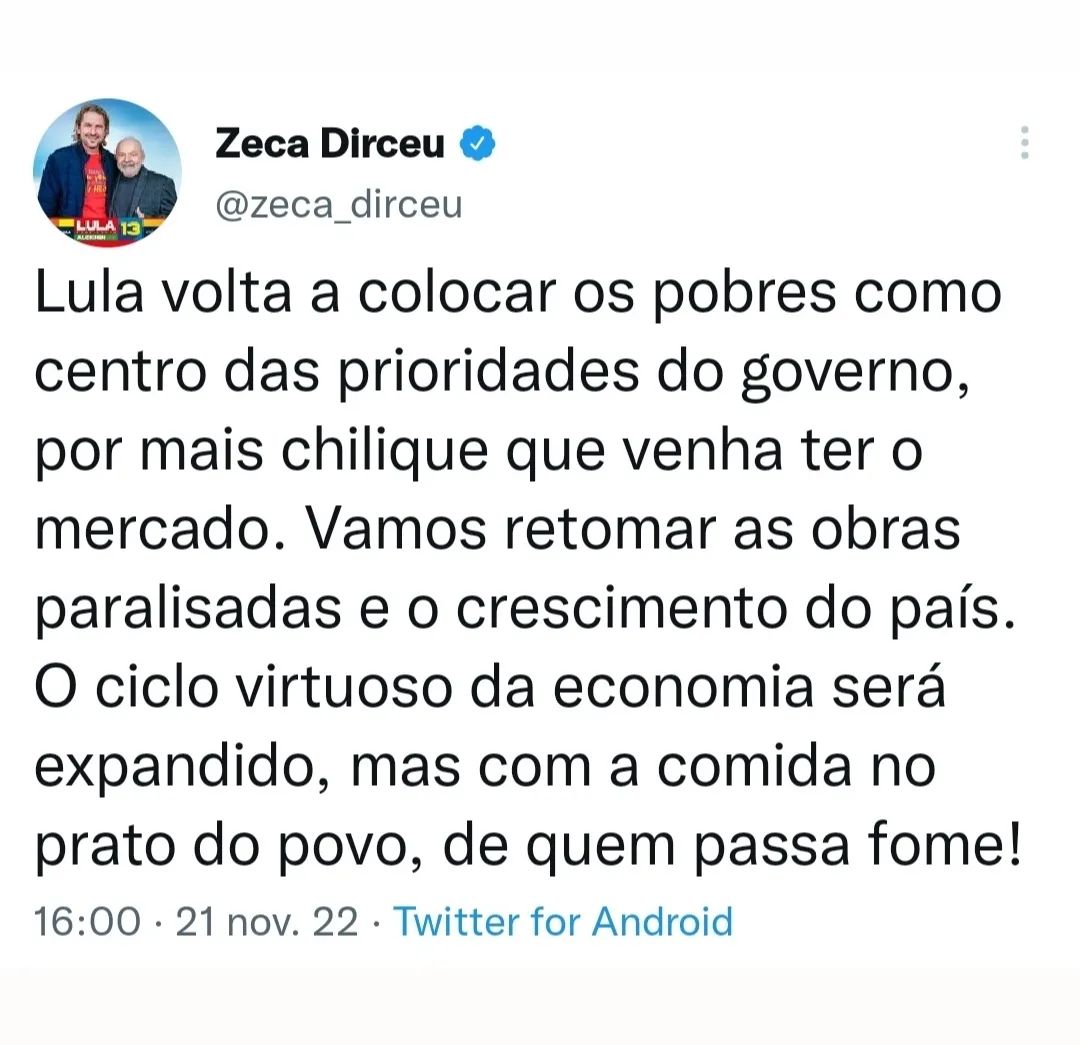 Zeca Dirceu
@zeca_dirceu
LULA 13
Lula volta a colocar os pobres como
centro das prioridades do governo,
por mais chilique que venha ter o
mercado. Vamos retomar as obras
paralisadas e o crescimento do país.
O ciclo virtuoso da economia será
expandido, mas com a comida no
prato do povo, de quem passa fome!
16:00 · 21 nov. 22 · Twitter for Android